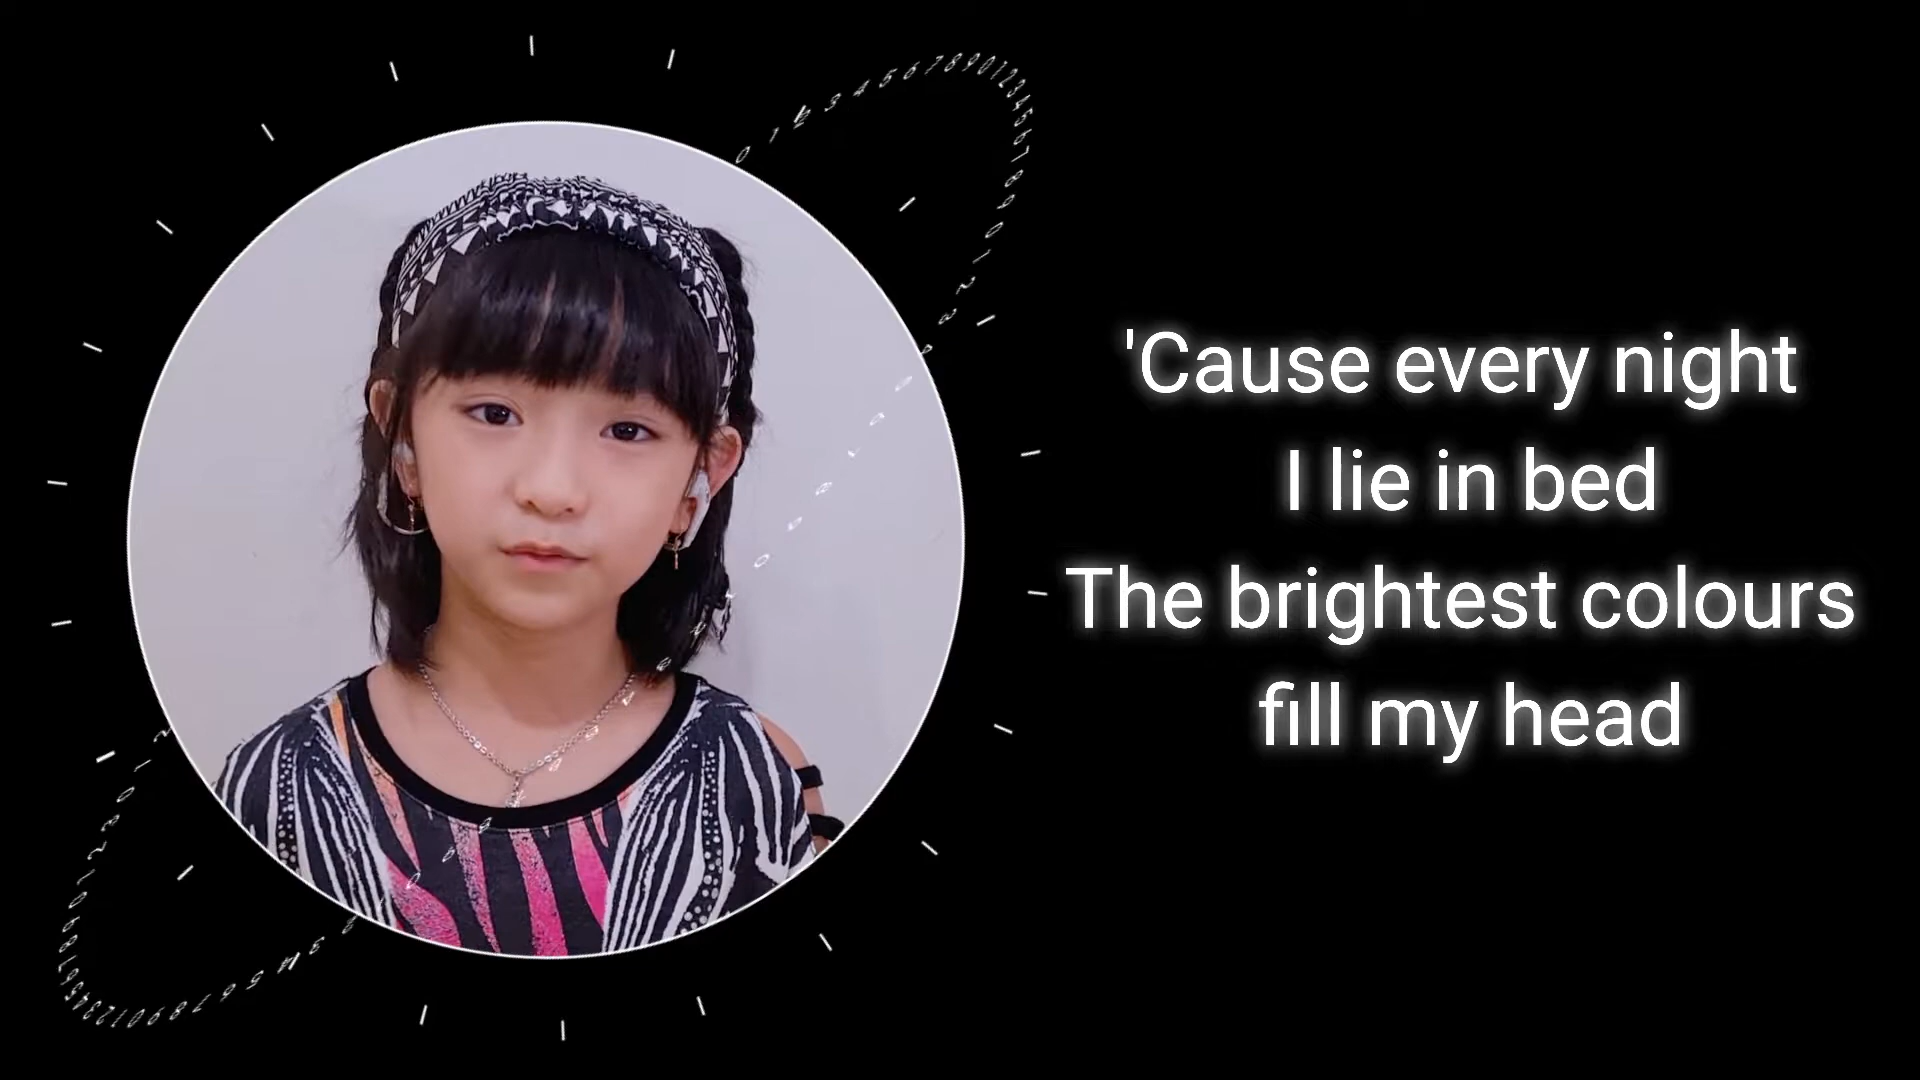 'Cause every night
I lie in bed
The brightest colours
fill my head